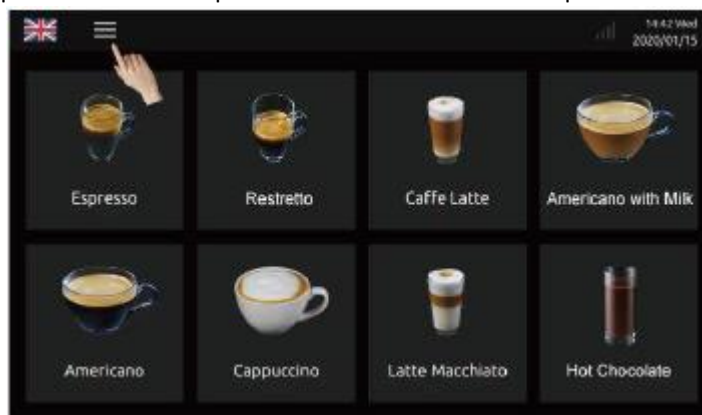 14:42 Wed
2020/01/15
Espresso
Restretto
Caffe Latte
Americano with Milk
Americano
Cappuccino
Latte Macchiato
Hot Chocolate